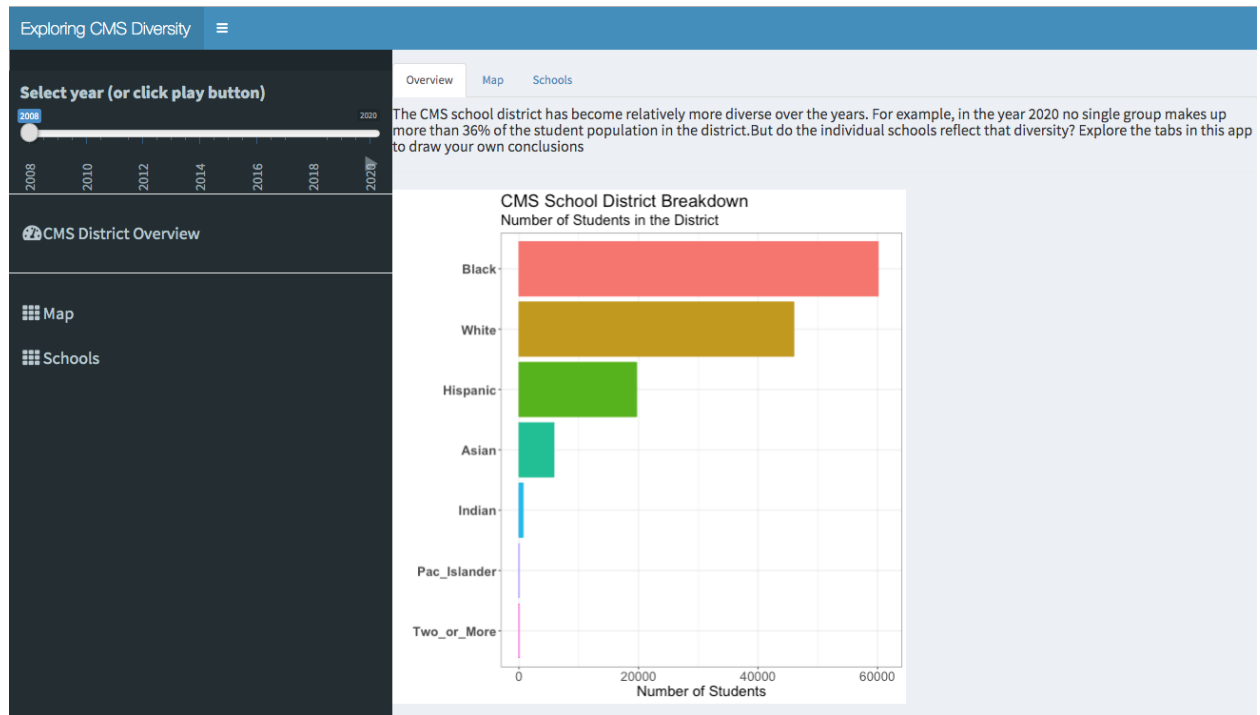 Exploring CMS Diversity
Select year (or click play button)
2008 2020
2008 2010 2012 2014 2016 2018 2020
CMS District Overview
Map
Schools
Overview Map Schools
The CMS school district has become relatively more diverse over the years. For example, in the year 2020 no single group makes up
more than 36% of the student population in the district.But do the individual schools reflect that diversity? Explore the tabs in this app
to draw your own conclusions
CMS School District Breakdown
Number of Students in the District
Black
White
Hispanic
Asian
Indian
Pac_Islander
Two_or_More
0 20000 40000 60000
Number of Students